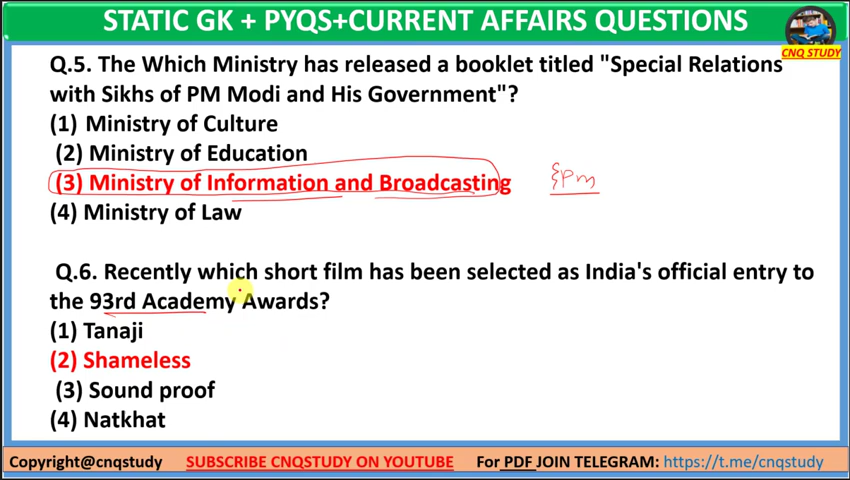 STATIC GK + PYQS+CURRENT AFFAIRS QUESTIONS
CNQ STUDY
Q.5. The Which Ministry has released a booklet titled "Special Relations
with Sikhs of PM Modi and His Government"?
(1) Ministry of Culture
(2) Ministry of Education
(3) Ministry of Information and Broadcasting
(4) Ministry of Law
Q.6. Recently which short film has been selected as India's official entry to
the 93rd Academy Awards?
(1) Tanaji
(2) Shameless
(3) Sound proof
(4) Natkhat
Copyright@cnqstudy SUBSCRIBE CNQSTUDY ON YOUTUBE For PDF JOIN TELEGRAM: https://t.me/cnqstudy